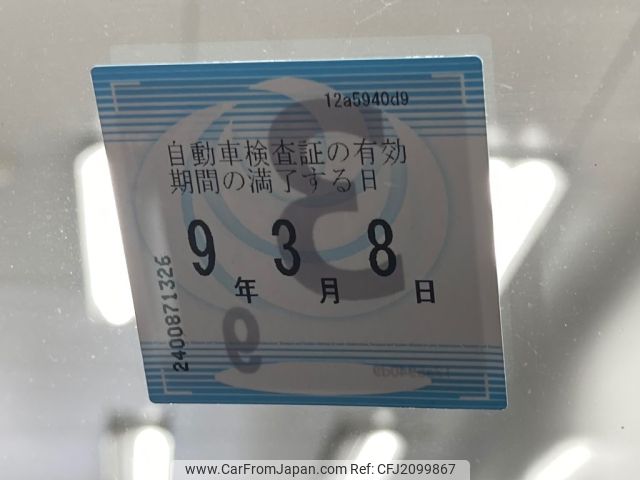 12a5940d9
自動車検査証の有効
期間の満了する日
9年 3月 8日
2400871326
www.CarFromJapan.com | Ref: CFJ2099867